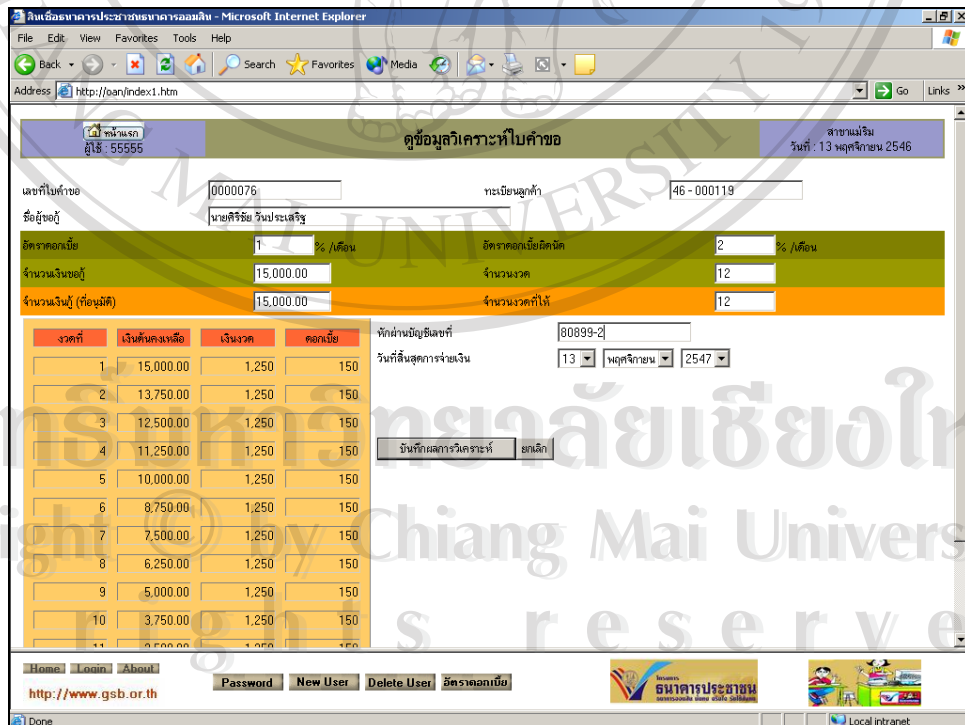 สินเชื่อธนาคารประชาชนธนาคารออมสิน - Microsoft Internet Explorer
File Edit View Favorites Tools Help
Back Search Favorites Media
Address http://oan/index1.htm Go Links »
หน้าแรก
ผู้ใช้ : 55555
ดูข้อมูลวิเคราะห์ใบคำขอ
สาขาแม่ริม
วันที่ : 13 พฤศจิกายน 2546
เลขที่ใบคำขอ 0000076 ทะเบียนลูกค้า 46 - 000119
ชื่อผู้ขอกู้ นายศิริชัย วันประเสริฐ
อัตราดอกเบี้ย 1 % /เดือน อัตราดอกเบี้ยผิดนัด 2 % /เดือน
จำนวนเงินขอกู้ 15,000.00 จำนวนงวด 12
จำนวนเงินกู้ (ที่อนุมัติ) 15,000.00 จำนวนงวดที่ให้ 12
งวดที่ เงินต้นคงเหลือ เงินงวด ดอกเบี้ย
1 15,000.00 1,250 150
2 13,750.00 1,250 150
3 12,500.00 1,250 150
4 11,250.00 1,250 150
5 10,000.00 1,250 150
6 8,750.00 1,250 150
7 7,500.00 1,250 150
8 6,250.00 1,250 150
9 5,000.00 1,250 150
10 3,750.00 1,250 150
หักผ่านบัญชีเลขที่ 80899-2
วันที่สิ้นสุดการจ่ายเงิน 13 พฤศจิกายน 2547
บันทึกผลการวิเคราะห์ ยกเลิก
Home Login About
http://www.gsb.or.th
Password New User Delete User อัตราดอกเบี้ย
โครงการ
ธนาคารประชาชน
Done Local intranet
MAI UNIVERSITY
ทธิ์มหาวิทยาลัยเชียงให
right © by Chiang Mai Univers
rights reserve